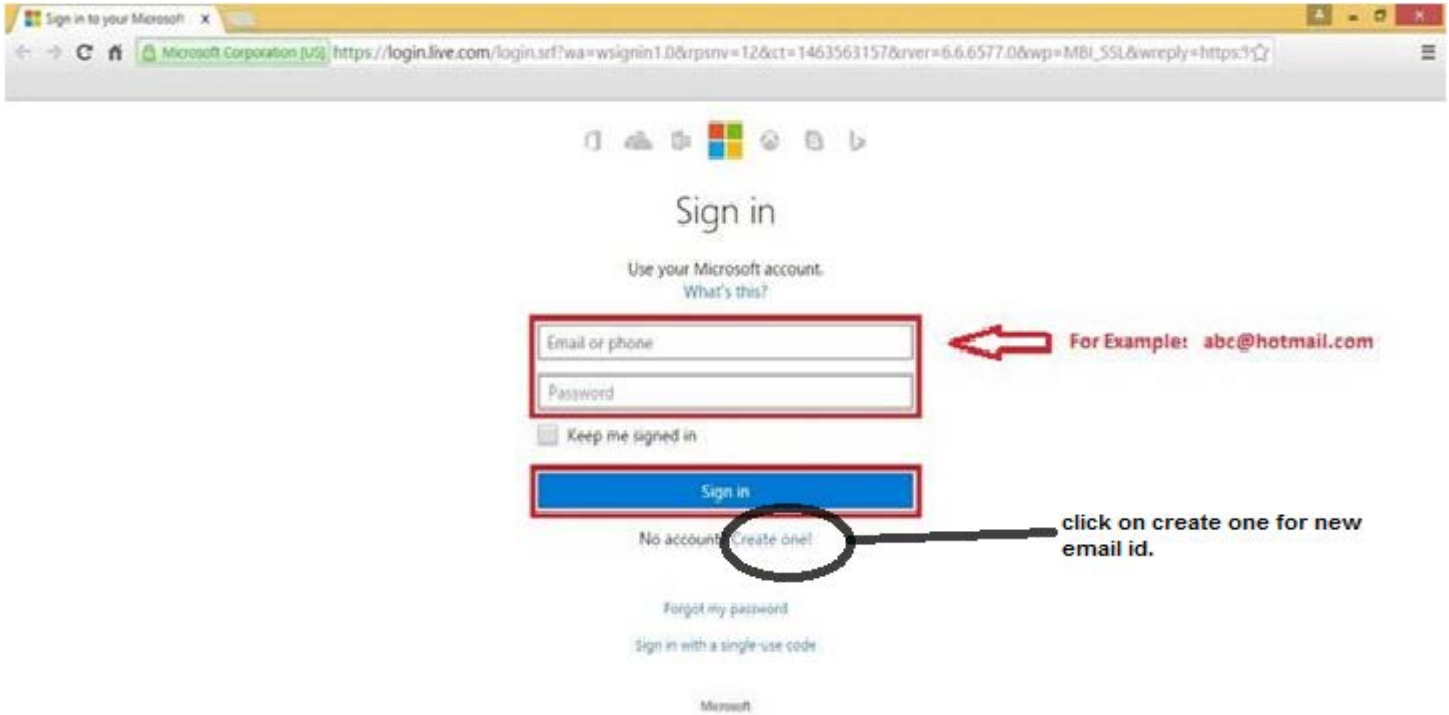 Sign in to your Microsoft
Microsoft Corporation [US] https://login.live.com/login.srf?wa=wsignin1.0&rpsnv=12&ct=1463563157&rver=6.6.6577.0&wp=MBI_SSL&wreply=https:
Sign in
Use your Microsoft account.
What's this?
Email or phone
For Example: abc@hotmail.com
Password
Keep me signed in
Sign in
No account Create one!
click on create one for new
email id.
Forgot my password
Sign in with a single-use code
Microsoft